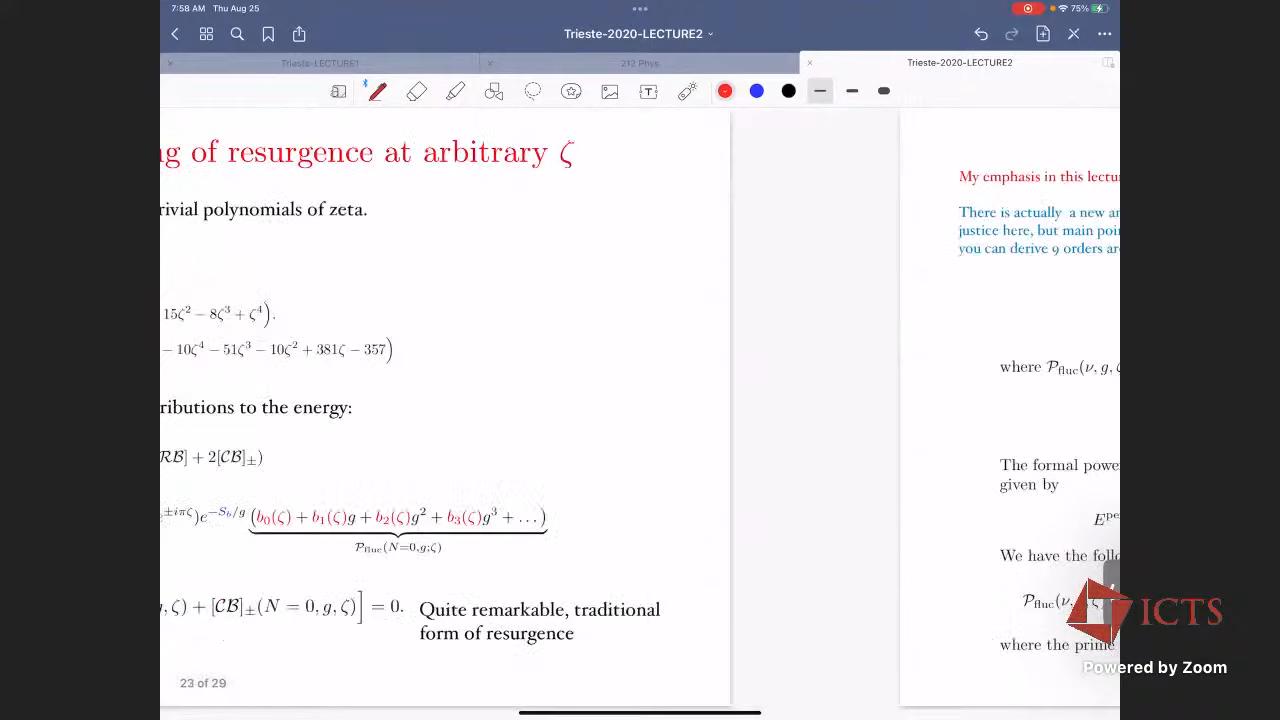 7:58 AM Thu Aug 25
75%
Trieste-2020-LECTURE2
Trieste-LECTURE1
212 Phys
Trieste-2020-LECTURE2
ng of resurgence at arbitrary ζ
rivial polynomials of zeta.
15ζ² − 8ζ³ + ζ⁴).
− 10ζ⁴ − 51ζ³ − 10ζ² + 381ζ − 357)
ributions to the energy:
ℛℬ] + 2[𝒞ℬ]±)
±iπζ)e^{−S_b/g} (b₀(ζ) + b₁(ζ)g + b₂(ζ)g² + b₃(ζ)g³ + …)
𝒫_fluc(N=0,g;ζ)
, ζ) + [𝒞ℬ]±(N = 0, g, ζ)] = 0.
Quite remarkable, traditional
form of resurgence
23 of 29
My emphasis in this lectu
There is actually a new an
justice here, but main poin
you can derive 9 orders ar
where 𝒫_fluc(ν, g, ζ
The formal powe
given by
E^pe
We have the follo
𝒫_fluc(ν,
where the prime
ICTS
Powered by Zoom